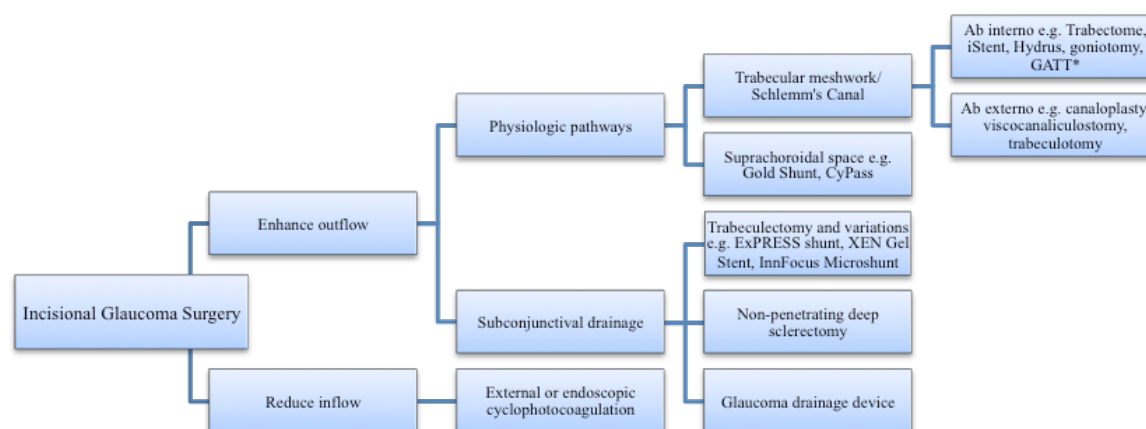 Ab interno e.g. Trabectome,
iStent, Hydrus, goniotomy,
GATT*
Trabecular meshwork/
Schlemm's Canal
Physiologic pathways
Ab externo e.g. canaloplasty
viscocanaliculostomy,
trabeculotomy
Suprachoroidal space e.g.
Gold Shunt, CyPass
Enhance outflow
Trabeculectomy and variations
e.g. ExPRESS shunt, XEN Gel
Stent, InnFocus Microshunt
Incisional Glaucoma Surgery
Subconjunctival drainage
Non-penetrating deep
sclerectomy
Reduce inflow
External or endoscopic
cyclophotocoagulation
Glaucoma drainage device